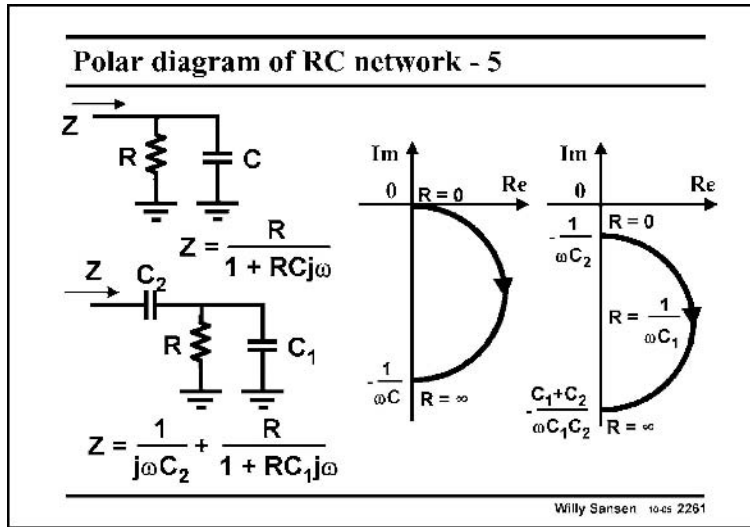 Polar diagram of RC network - 5
Z
R
C
Z = R / (1 + RCjω)
Z
C₂
R
C₁
Z = 1 / (jωC₂) + R / (1 + RC₁jω)
Im
0
R = 0
Re
- 1 / (ωC)
R = ∞
Im
0
Re
R = 0
- 1 / (ωC₂)
R = 1 / (ωC₁)
- (C₁+C₂) / (ωC₁C₂)
R = ∞
Willy Sansen 10-05 2261